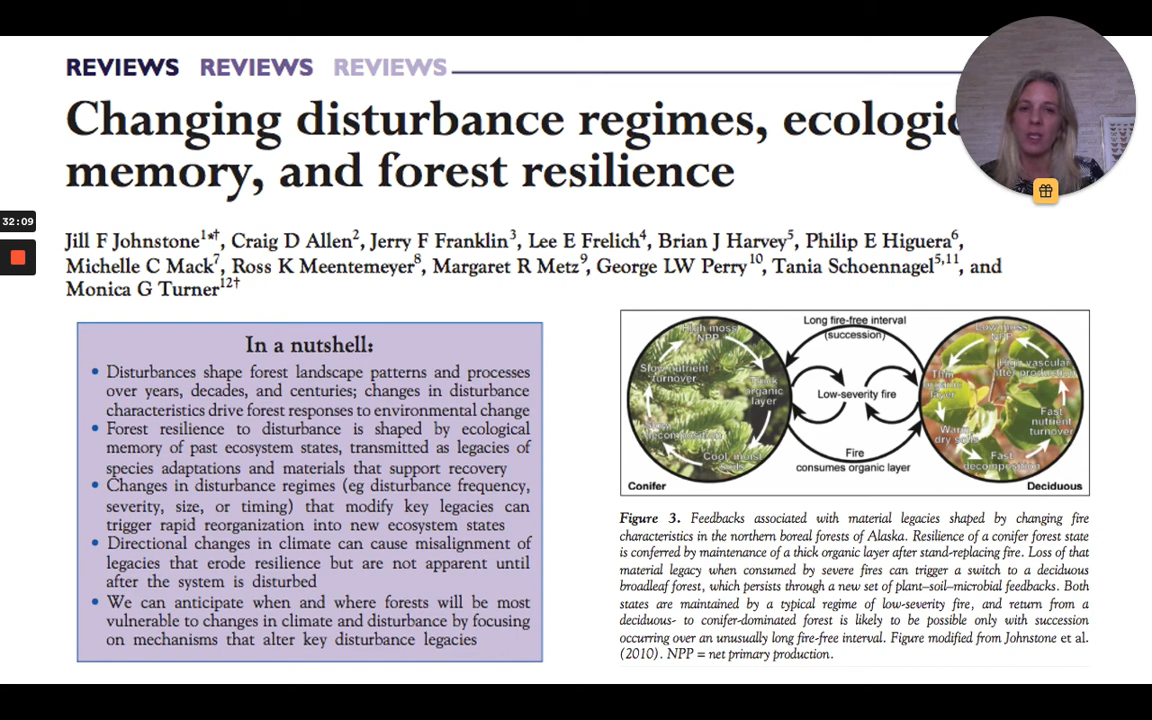 REVIEWS REVIEWS REVIEWS
Changing disturbance regimes, ecologic
memory, and forest resilience
32:09
Jill F Johnstone1*†, Craig D Allen2, Jerry F Franklin3, Lee E Frelich4, Brian J Harvey5, Philip E Higuera6,
Michelle C Mack7, Ross K Meentemeyer8, Margaret R Metz9, George LW Perry10, Tania Schoennagel5,11, and
Monica G Turner12†
In a nutshell:
• Disturbances shape forest landscape patterns and processes
over years, decades, and centuries; changes in disturbance
characteristics drive forest responses to environmental change
• Forest resilience to disturbance is shaped by ecological
memory of past ecosystem states, transmitted as legacies of
species adaptations and materials that support recovery
• Changes in disturbance regimes (eg disturbance frequency,
severity, size, or timing) that modify key legacies can
trigger rapid reorganization into new ecosystem states
• Directional changes in climate can cause misalignment of
legacies that erode resilience but are not apparent until
after the system is disturbed
• We can anticipate when and where forests will be most
vulnerable to changes in climate and disturbance by focusing
on mechanisms that alter key disturbance legacies
High moss
NPP
Thick
organic
layer
Cool, moist
soils
decomposition
Slow nutrient
turnover
Conifer
Long fire-free interval
(succession)
Low-severity fire
Fire
consumes organic layer
Low moss
NPP
Thin
organic
layer
Warm,
dry soils
Fast
decomposition
Fast
nutrient
turnover
High vascular
litter production
Deciduous
Figure 3. Feedbacks associated with material legacies shaped by changing fire
characteristics in the northern boreal forests of Alaska. Resilience of a conifer forest state
is conferred by maintenance of a thick organic layer after stand-replacing fire. Loss of that
material legacy when consumed by severe fires can trigger a switch to a deciduous
broadleaf forest, which persists through a new set of plant–soil–microbial feedbacks. Both
states are maintained by a typical regime of low-severity fire, and return from a
deciduous- to conifer-dominated forest is likely to be possible only with succession
occurring over an unusually long fire-free interval. Figure modified from Johnstone et al.
(2010). NPP = net primary production.